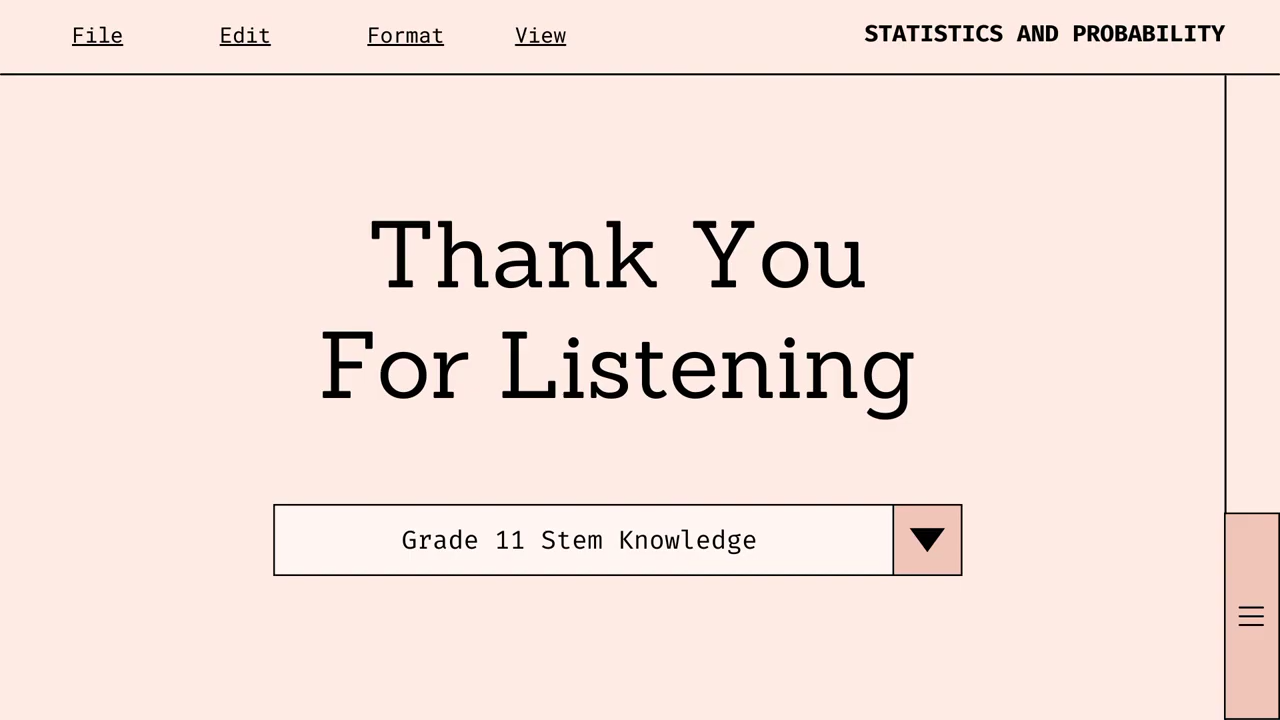 File Edit Format View STATISTICS AND PROBABILITY
Thank You
For Listening
Grade 11 Stem Knowledge